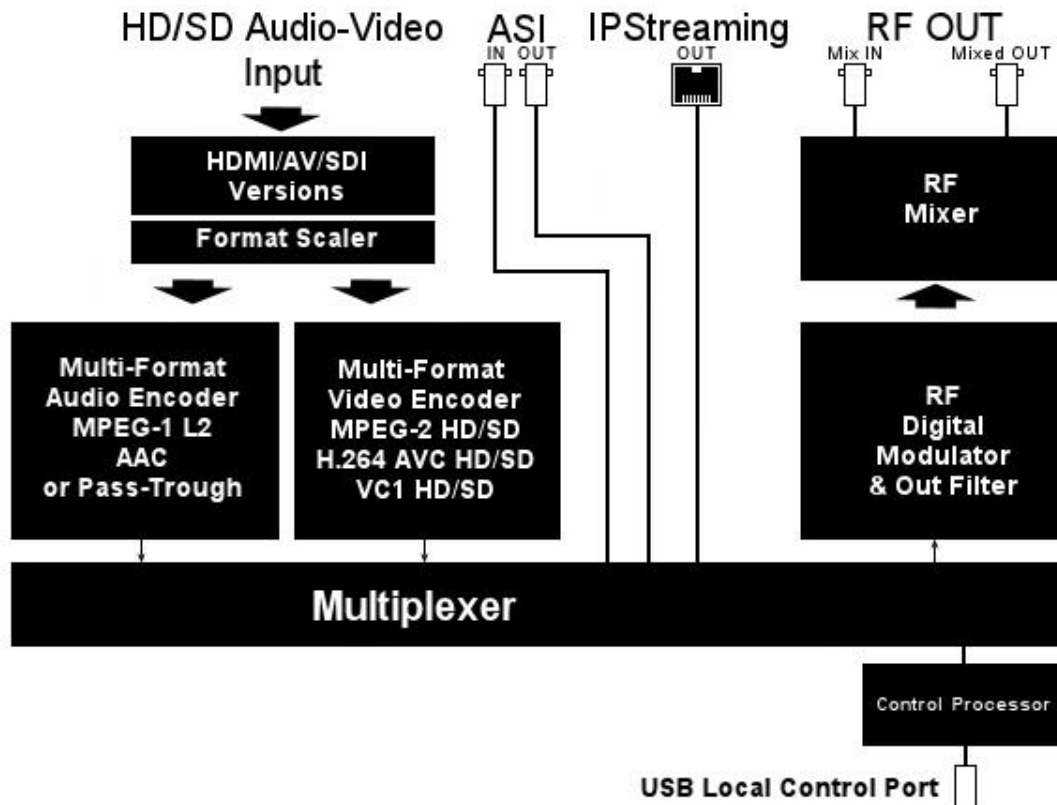 HD/SD Audio-Video
Input
ASI
IN OUT
IPStreaming
OUT
RF OUT
Mix IN
Mixed OUT
HDMI/AV/SDI
Versions
Format Scaler
Multi-Format
Audio Encoder
MPEG-1 L2
AAC
or Pass-Trough
Multi-Format
Video Encoder
MPEG-2 HD/SD
H.264 AVC HD/SD
VC1 HD/SD
RF
Mixer
RF
Digital
Modulator
& Out Filter
Multiplexer
Control Processor
USB Local Control Port